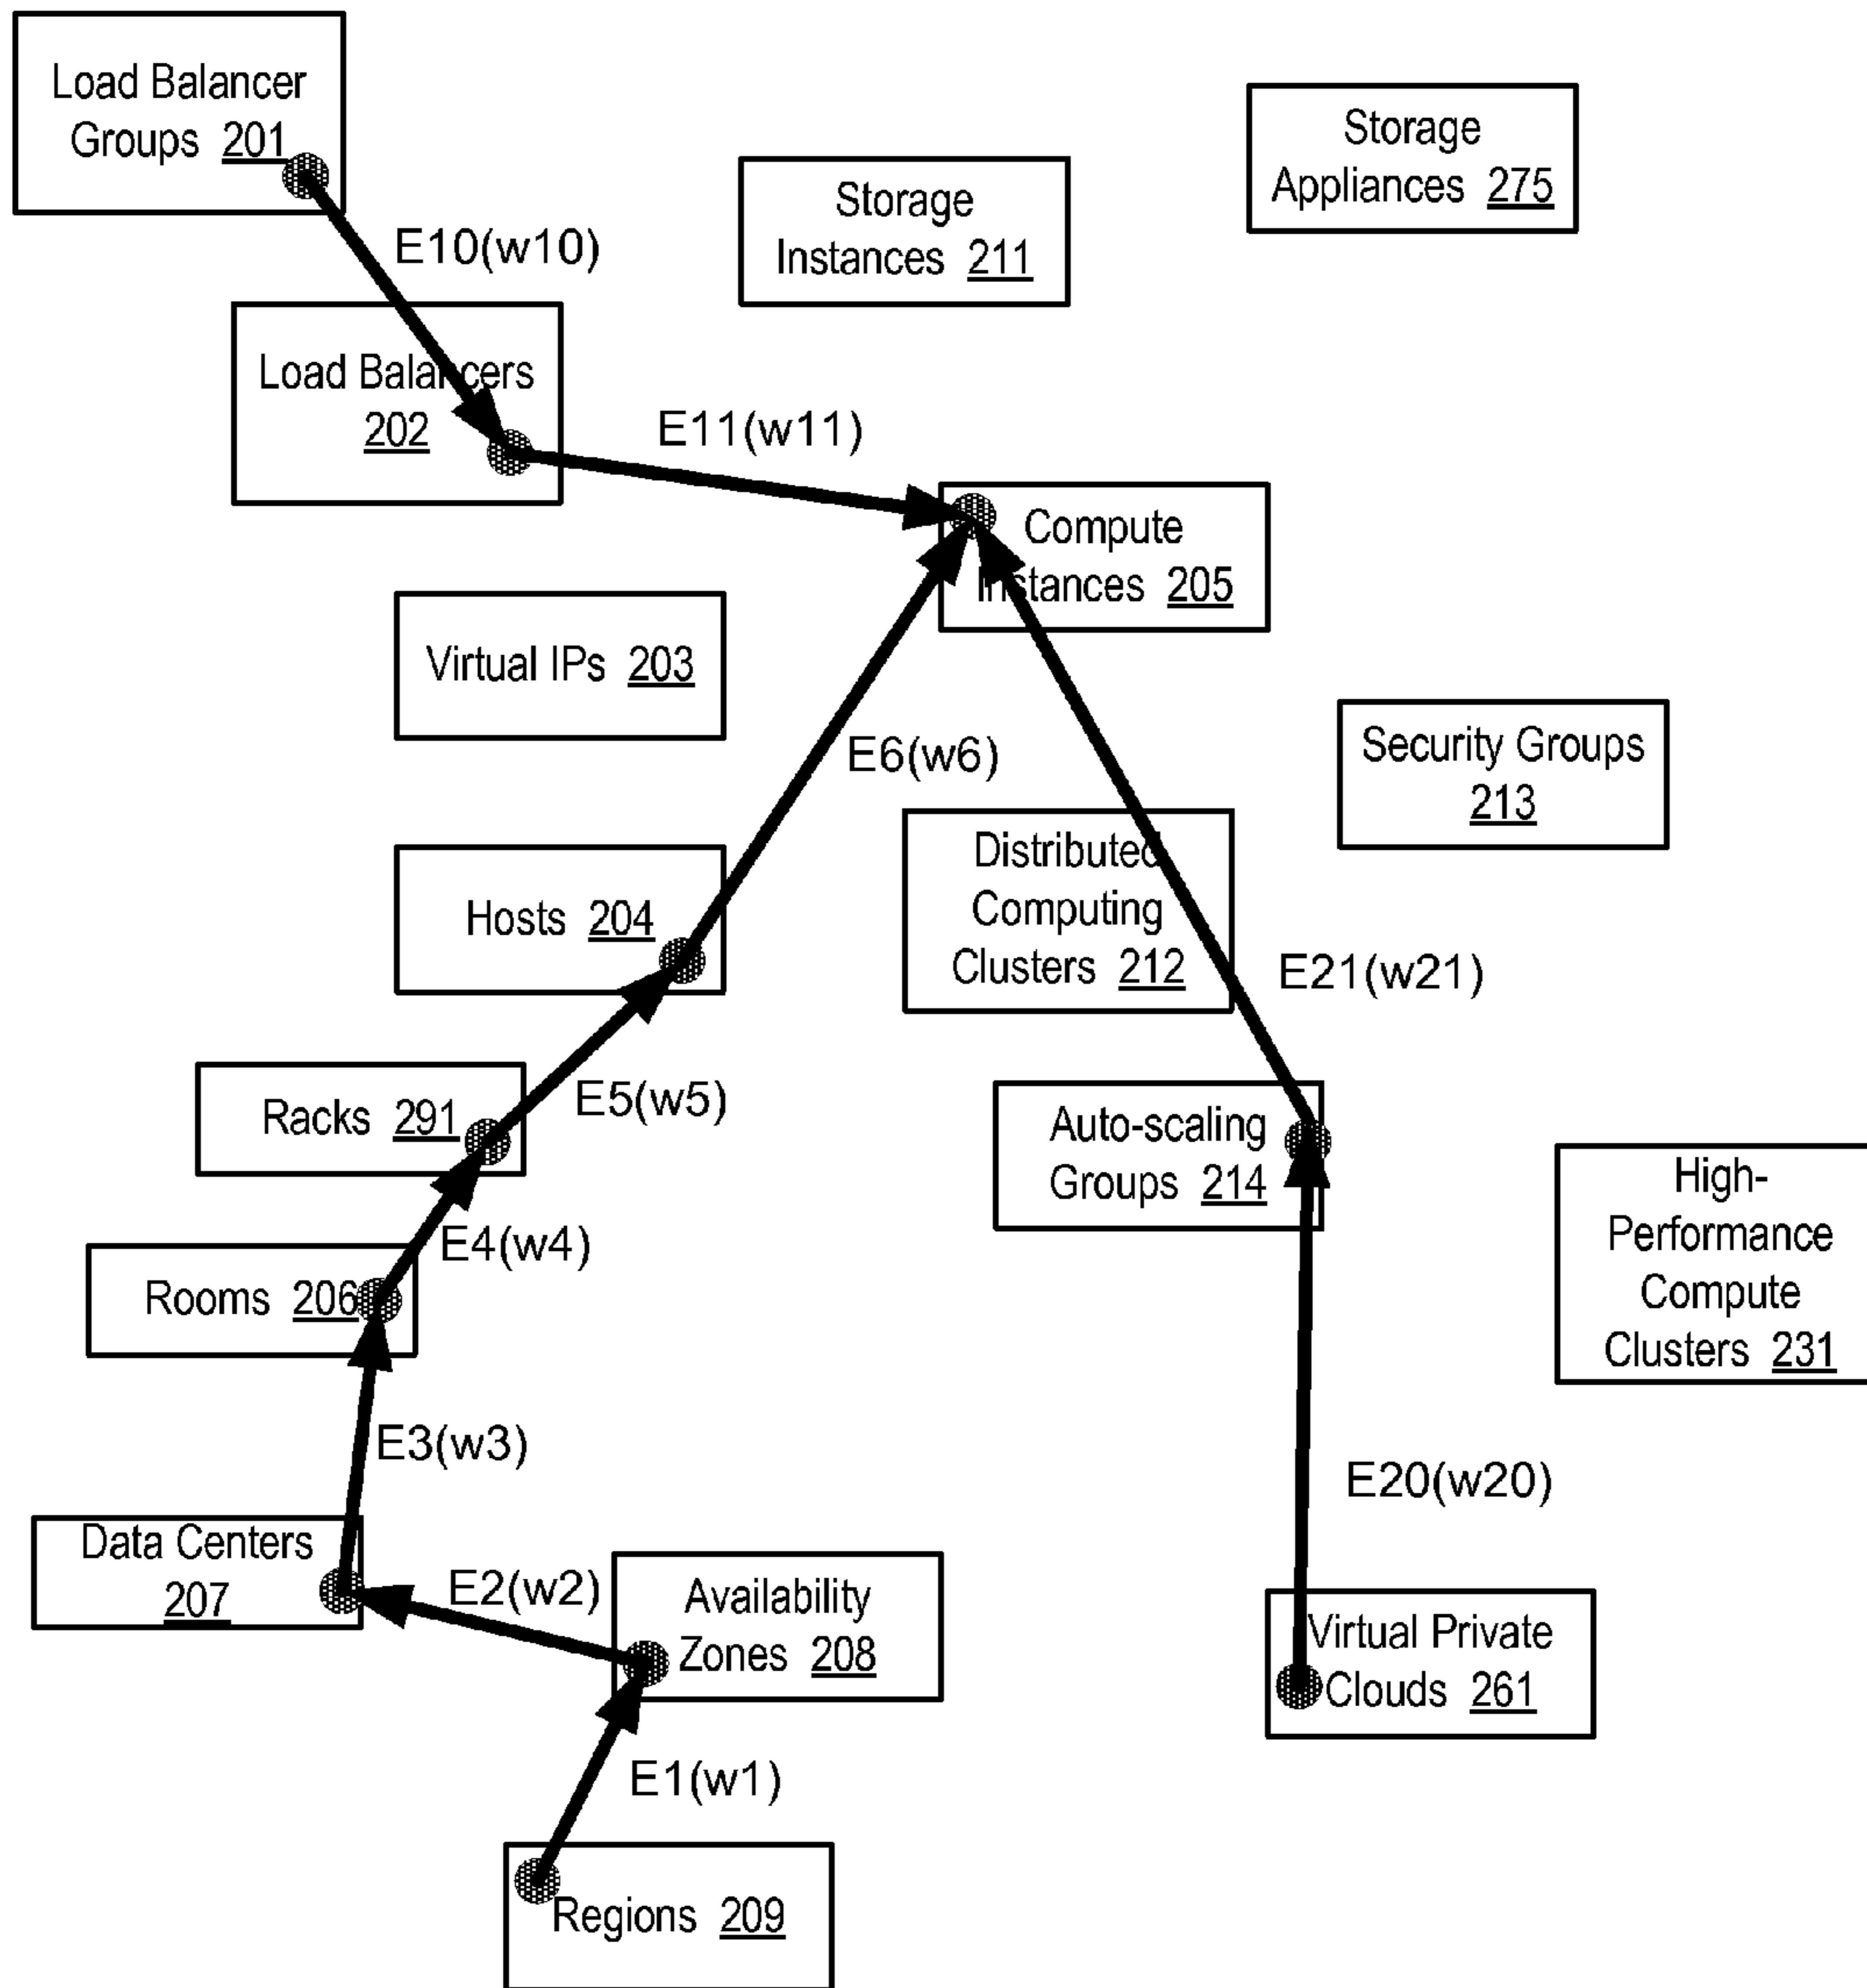 Load Balancer
Groups 201
Storage
Appliances 275
Storage
Instances 211
E10(w10)
Load Balancers
202
E11(w11)
Compute
Instances 205
Virtual IPs 203
E6(w6)
Security Groups
213
Distributed
Computing
Clusters 212
Hosts 204
E21(w21)
E5(w5)
Racks 291
Auto-scaling
Groups 214
High-
Performance
Compute
Clusters 231
E4(w4)
Rooms 206
E3(w3)
E20(w20)
Data Centers
207
E2(w2)
Availability
Zones 208
Virtual Private
Clouds 261
E1(w1)
Regions 209